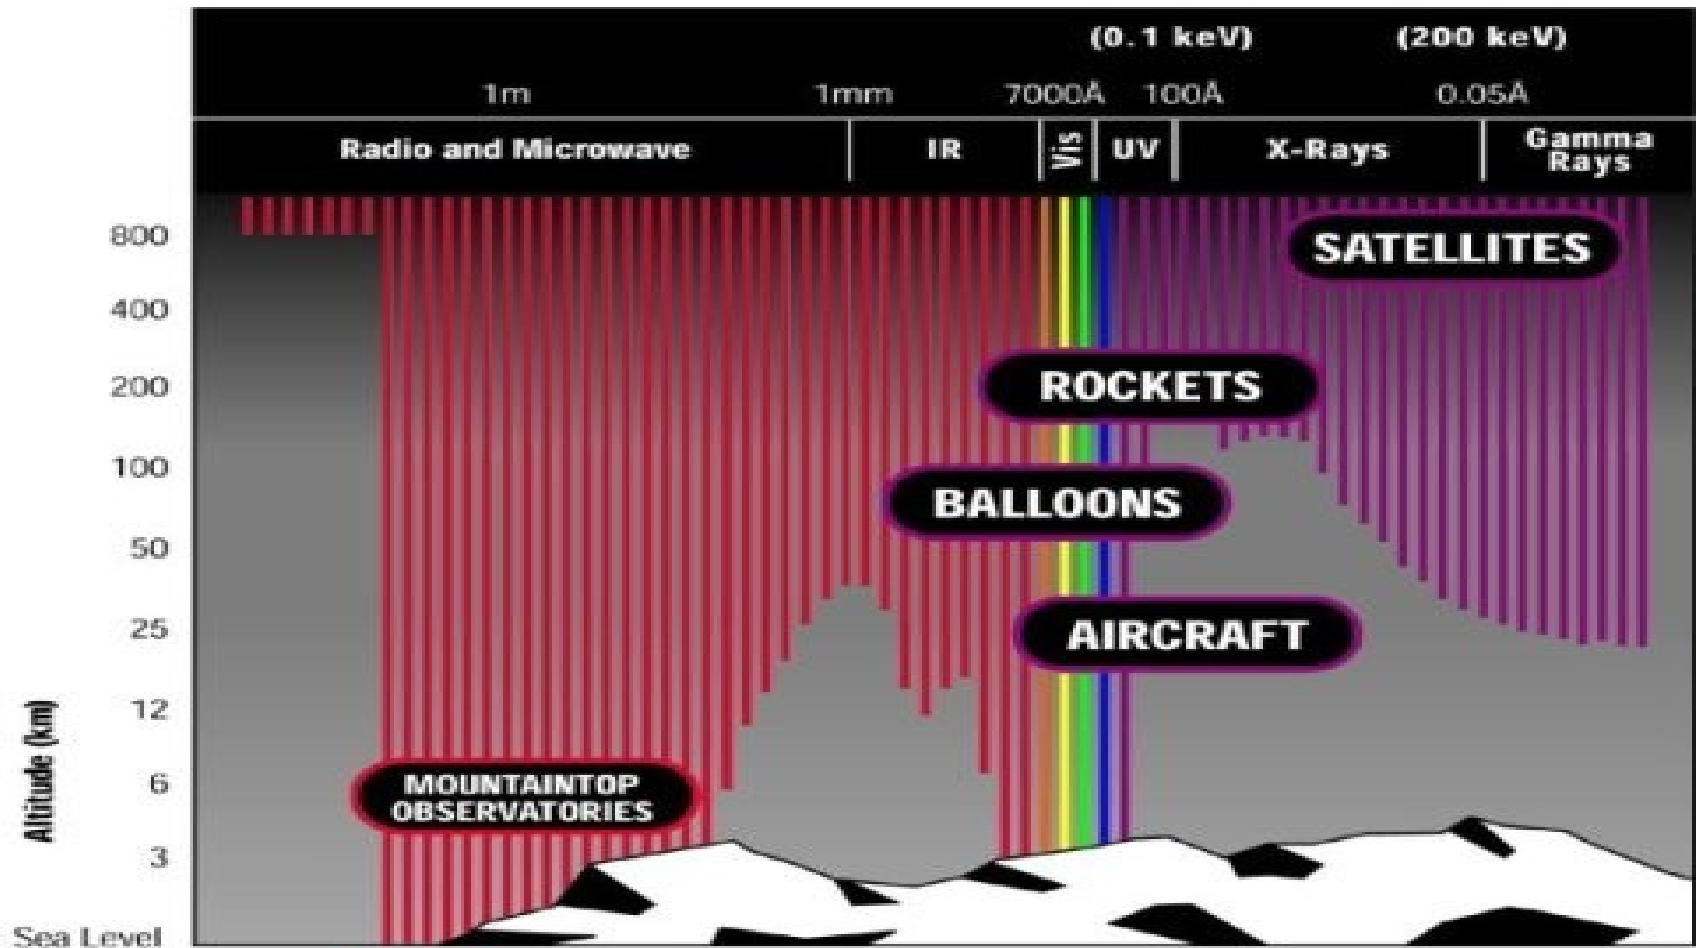 (0.1 keV) (200 keV)
1m 1mm 7000Å 100Å 0.05Å
Radio and Microwave IR Vis UV X-Rays Gamma
Rays
800
SATELLITES
400
200
ROCKETS
100
BALLOONS
50
25
AIRCRAFT
12
Altitude (km)
6
MOUNTAINTOP
OBSERVATORIES
3
Sea Level